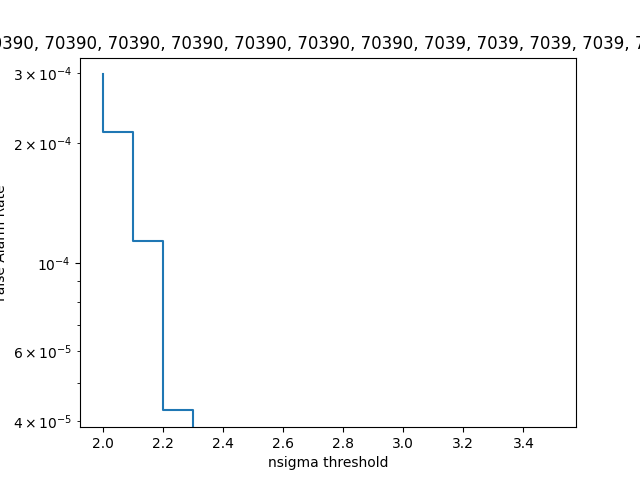 70390, 70390, 70390, 70390, 70390, 70390, 7039, 7039, 7039, 7039,
3 × 10⁻⁴
2 × 10⁻⁴
10⁻⁴
6 × 10⁻⁵
4 × 10⁻⁵
False Alarm Rate
2.0 2.2 2.4 2.6 2.8 3.0 3.2 3.4
nsigma threshold